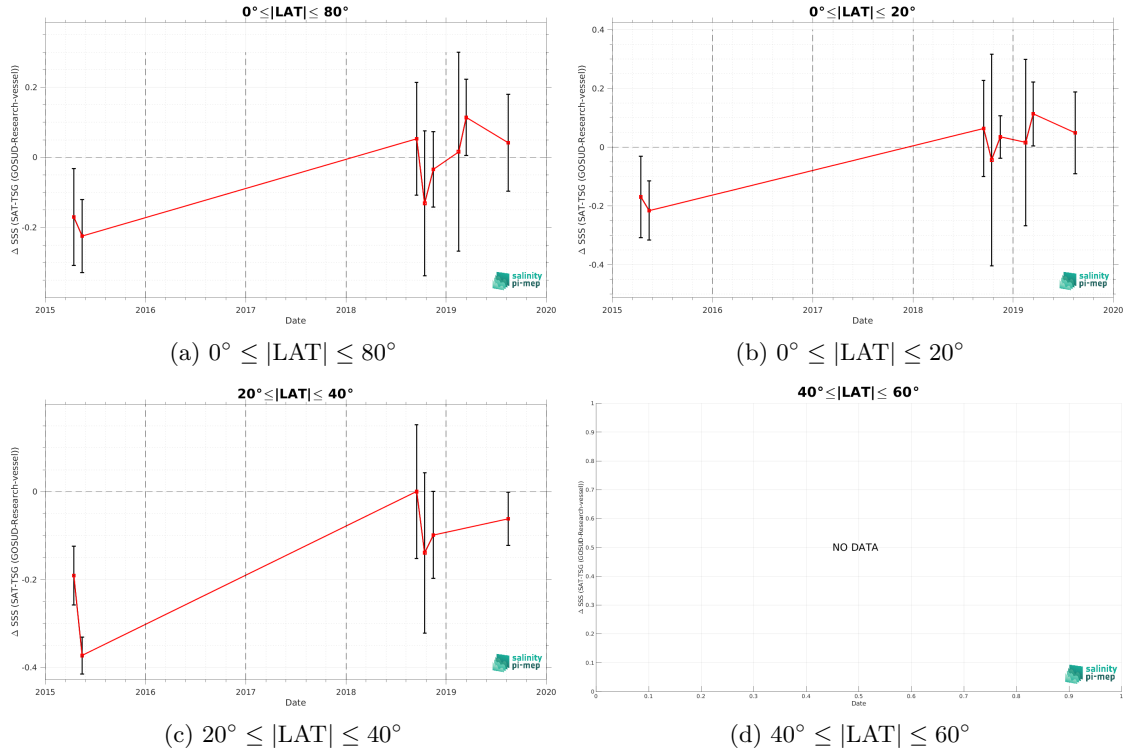 0°≤|LAT|≤ 80°
Δ SSS (SAT-TSG (GOSUD-Research-vessel))
0.2
0
-0.2
2015 2016 2017 2018 2019 2020
Date
salinity
pi-mep
(a) 0° ≤ |LAT| ≤ 80°
0°≤|LAT|≤ 20°
Δ SSS (SAT-TSG (GOSUD-Research-vessel))
0.4
0.2
0
-0.2
-0.4
2015 2016 2017 2018 2019 2020
Date
salinity
pi-mep
(b) 0° ≤ |LAT| ≤ 20°
20°≤|LAT|≤ 40°
Δ SSS (SAT-TSG (GOSUD-Research-vessel))
0
-0.2
-0.4
2015 2016 2017 2018 2019 2020
Date
salinity
pi-mep
(c) 20° ≤ |LAT| ≤ 40°
40°≤|LAT|≤ 60°
Δ SSS (SAT-TSG (GOSUD-Research-vessel))
1
0.9
0.8
0.7
0.6
0.5
0.4
0.3
0.2
0.1
0
NO DATA
0 0.1 0.2 0.3 0.4 0.5 0.6 0.7 0.8 0.9 1
Date
salinity
pi-mep
(d) 40° ≤ |LAT| ≤ 60°